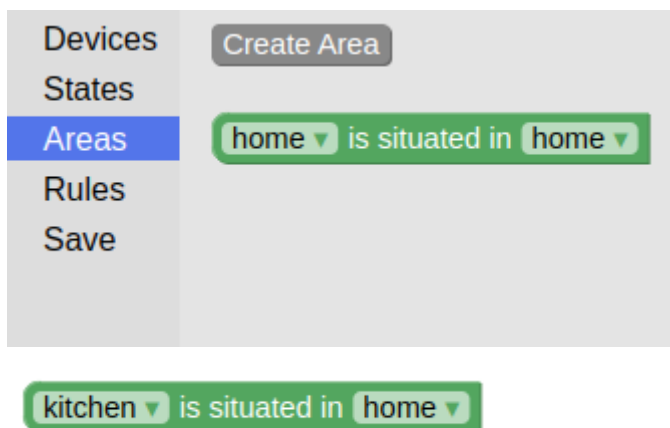 Devices
States
Areas
Rules
Save
Create Area
home ▾ is situated in home ▾
kitchen ▾ is situated in home ▾